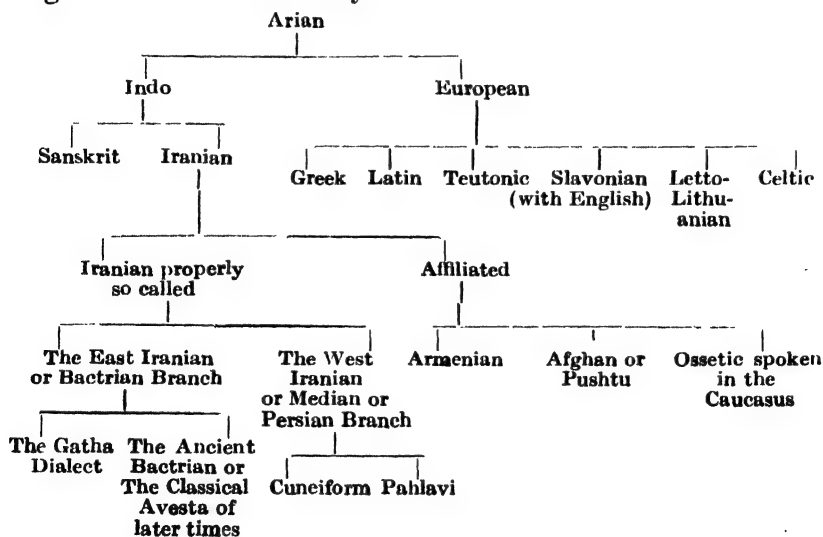 Arian
Indo European
Sanskrit Iranian
Greek Latin Teutonic Slavonian Letto- Celtic
(with English) Lithu-
anian
Iranian properly Affiliated
so called
The East Iranian The West Armenian Afghan or Ossetic spoken
or Bactrian Branch Iranian Pushtu in the
or Median or Caucasus
Persian Branch
The Gatha The Ancient
Dialect Bactrian or
The Classical Cuneiform Pahlavi
Avesta of
later times